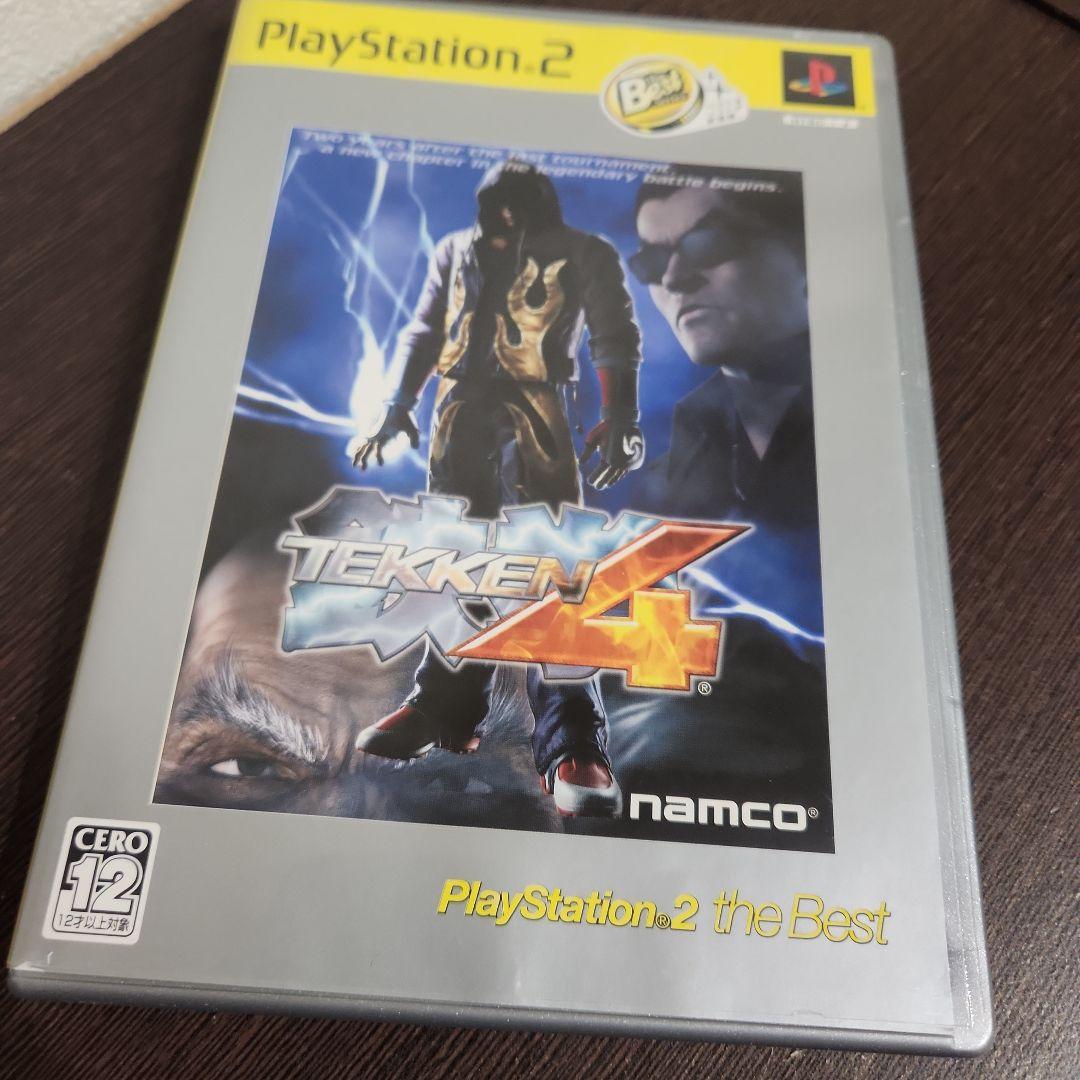 PlayStation®2
the
Best
Two years after the last tournament,
a new chapter in the legendary battle begins.
鉄拳
TEKKEN 4®
namco®
CERO
12
12才以上対象
PlayStation®2 the Best